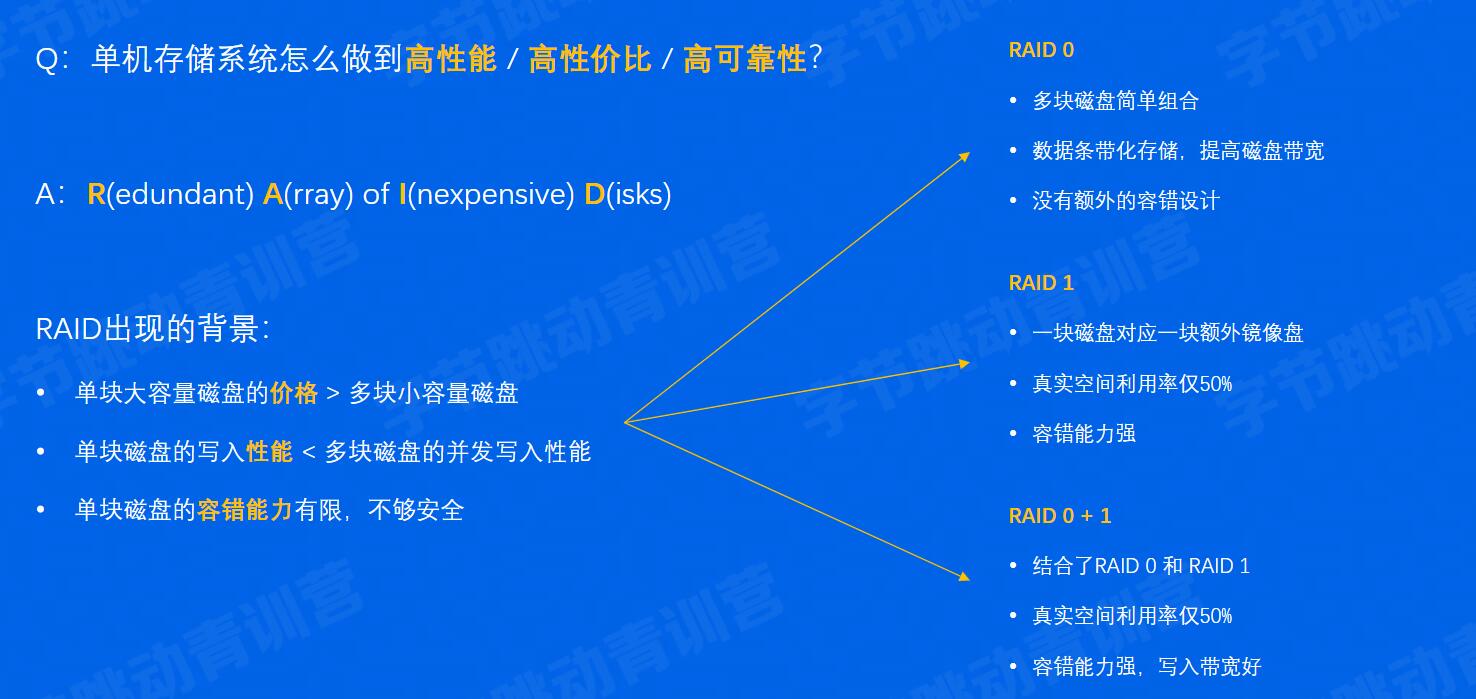 Q：单机存储系统怎么做到高性能 / 高性价比 / 高可靠性？
A：R(edundant) A(rray) of I(nexpensive) D(isks)
RAID出现的背景：
• 单块大容量磁盘的价格 > 多块小容量磁盘
• 单块磁盘的写入性能 < 多块磁盘的并发写入性能
• 单块磁盘的容错能力有限，不够安全
RAID 0
• 多块磁盘简单组合
• 数据条带化存储，提高磁盘带宽
• 没有额外的容错设计
RAID 1
• 一块磁盘对应一块额外镜像盘
• 真实空间利用率仅50%
• 容错能力强
RAID 0 + 1
• 结合了RAID 0 和 RAID 1
• 真实空间利用率仅50%
• 容错能力强，写入带宽好
字节跳动青训营